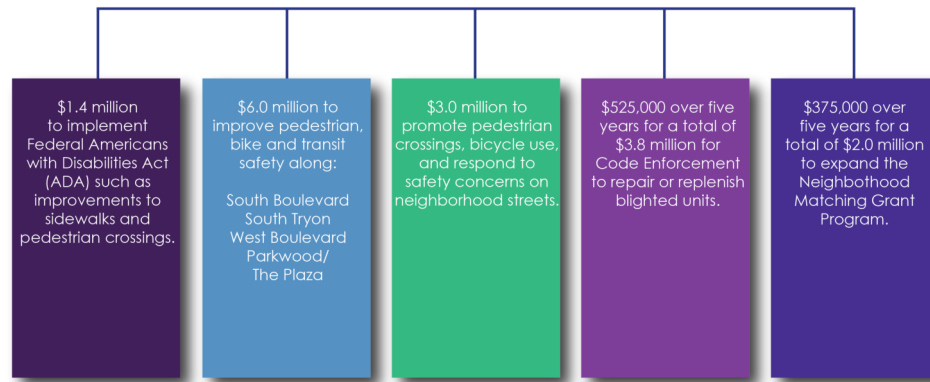 $1.4 million
to implement
Federal Americans
with Disabilities Act
(ADA) such as
improvements to
sidewalks and
pedestrian crossings.
$6.0 million to
improve pedestrian,
bike and transit
safety along:
South Boulevard
South Tryon
West Boulevard
Parkwood/
The Plaza
$3.0 million to
promote pedestrian
crossings, bicycle use,
and respond to
safety concerns on
neighborhood streets.
$525,000 over five
years for a total of
$3.8 million for
Code Enforcement
to repair or replenish
blighted units.
$375,000 over
five years for a
total of $2.0 million
to expand the
Neighbothood
Matching Grant
Program.